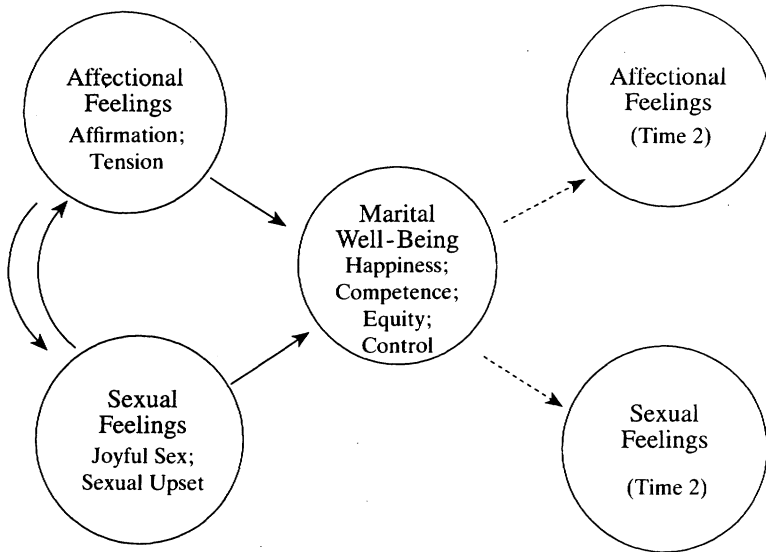 Affectional
Feelings
Affirmation;
Tension
Affectional
Feelings
(Time 2)
Marital
Well-Being
Happiness;
Competence;
Equity;
Control
Sexual
Feelings
Joyful Sex;
Sexual Upset
Sexual
Feelings
(Time 2)